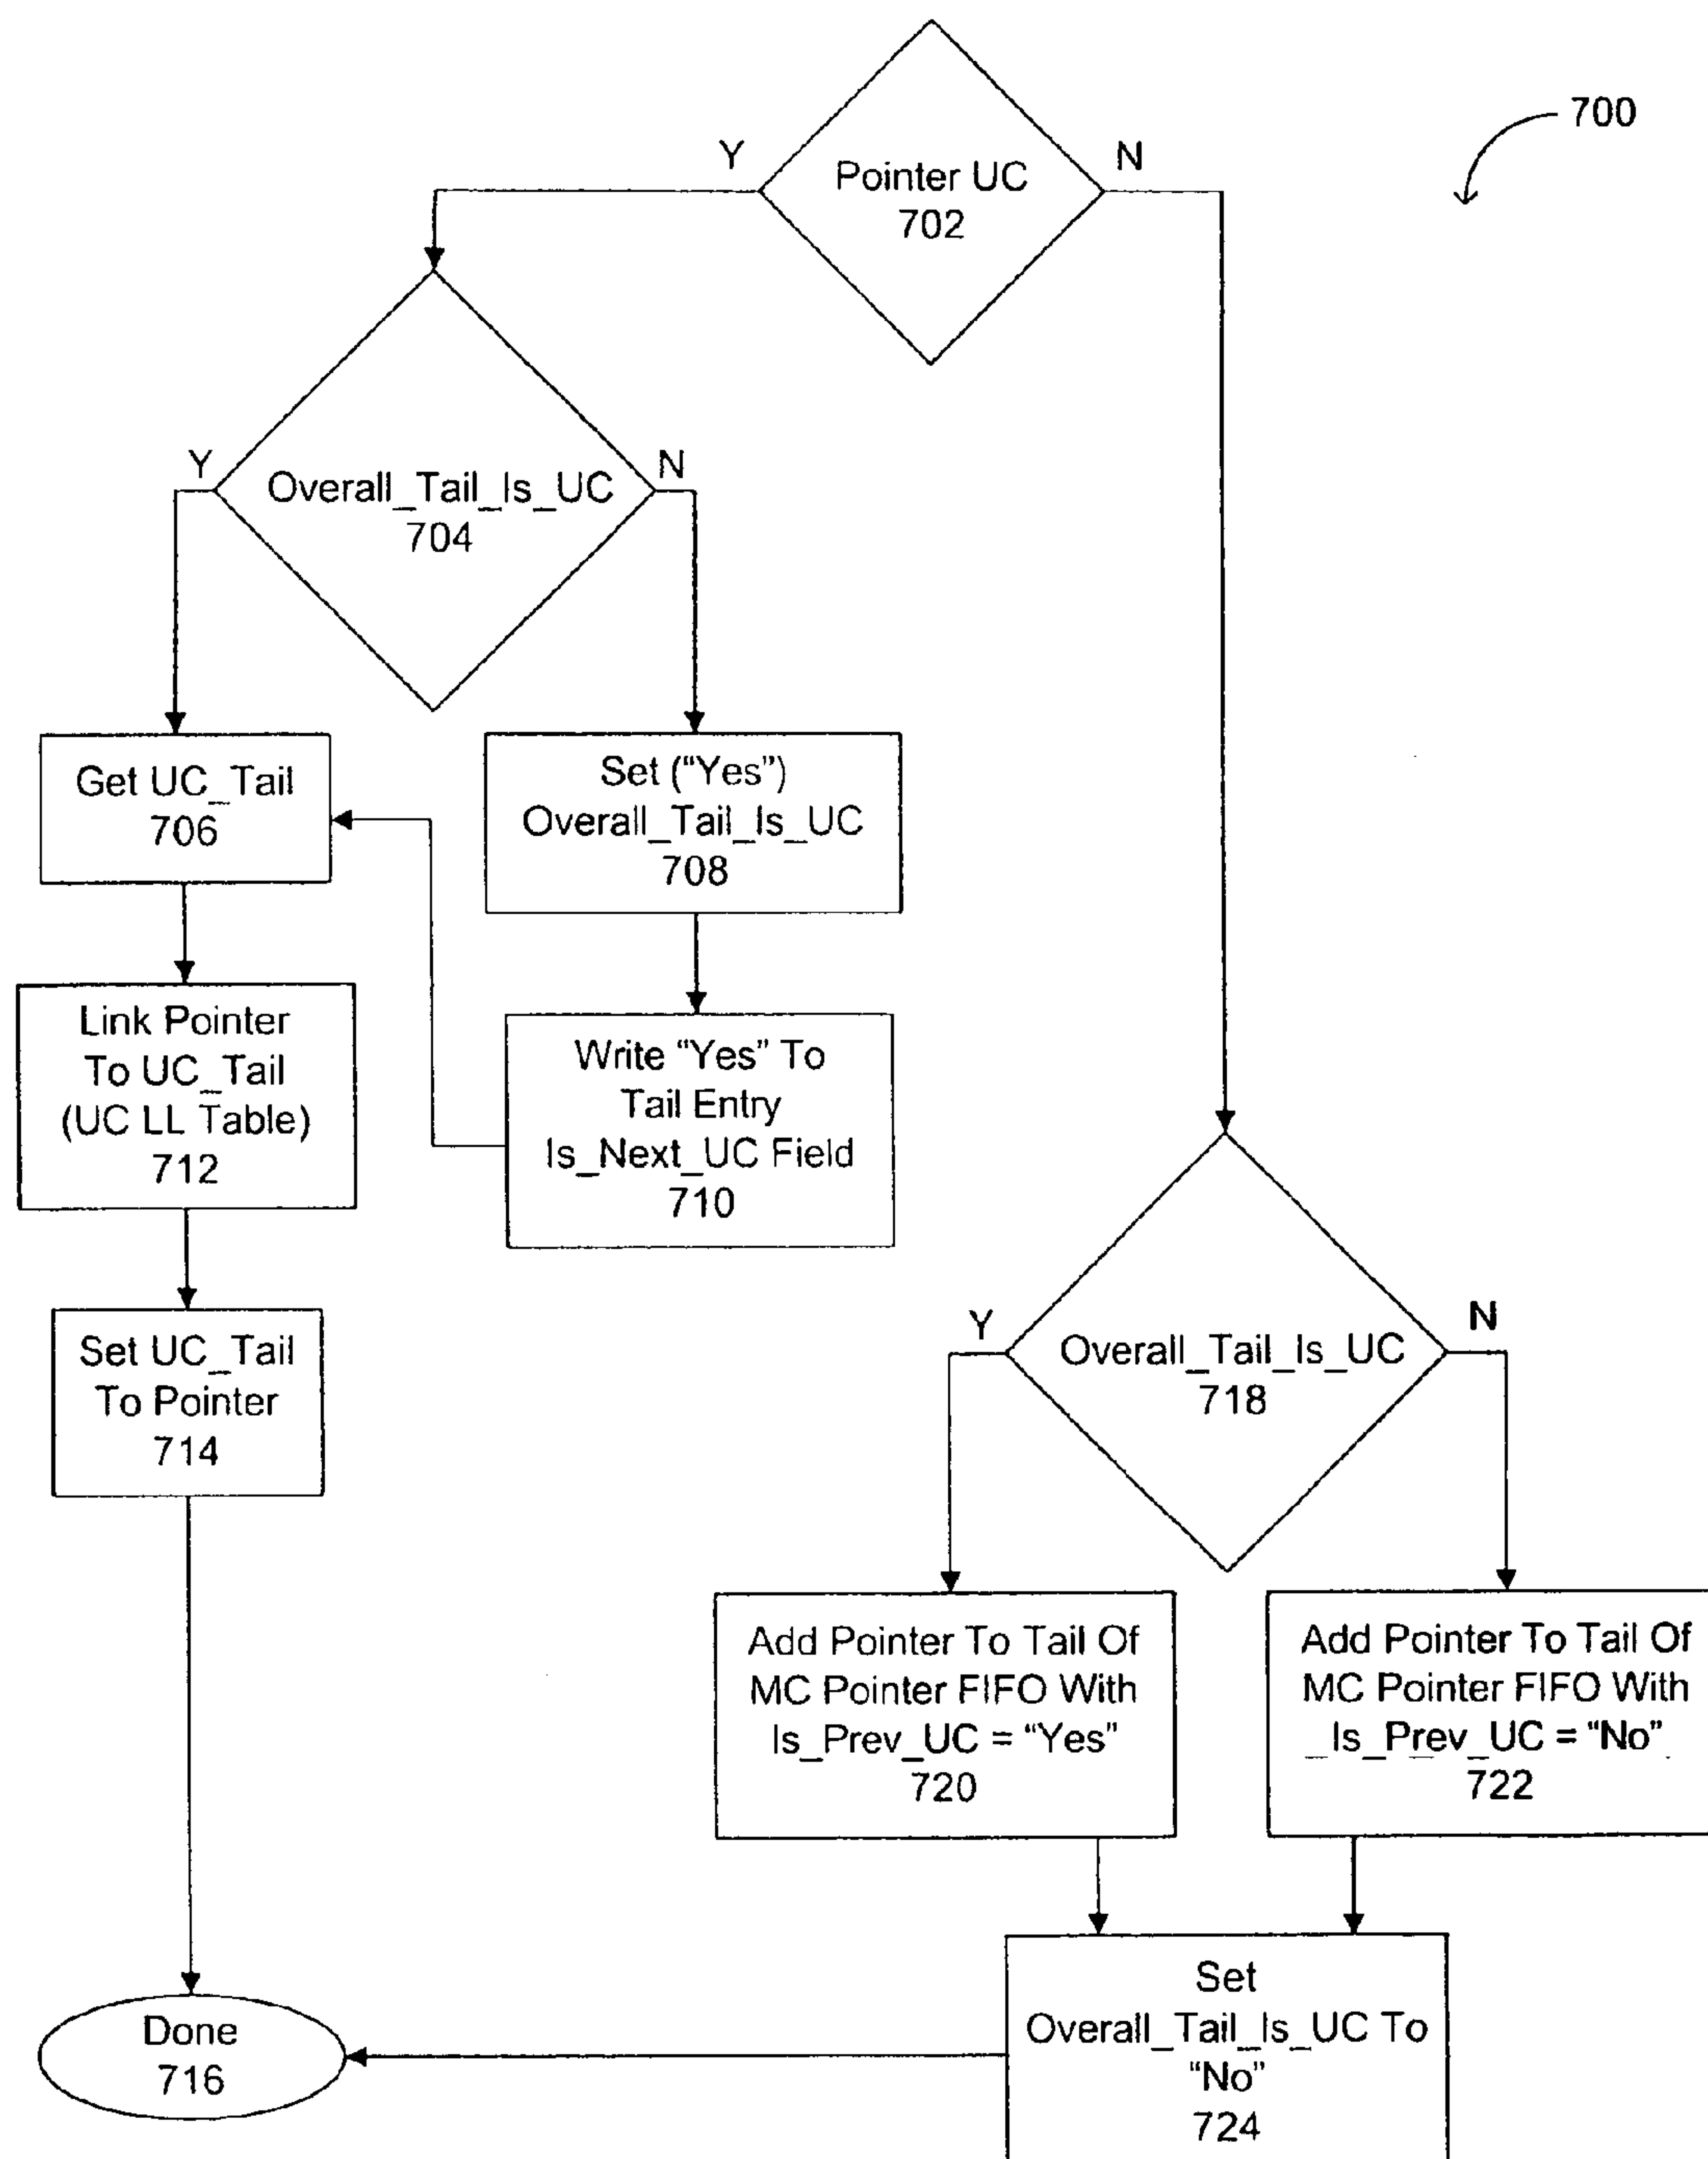 700
Y
N
Pointer UC
702
Y
N
Overall_Tail_Is_UC
704
Get UC_Tail
706
Set ("Yes")
Overall_Tail_Is_UC
708
Link Pointer
To UC_Tail
(UC LL Table)
712
Write "Yes" To
Tail Entry
Is_Next_UC Field
710
Set UC_Tail
To Pointer
714
Y
N
Overall_Tail_Is_UC
718
Add Pointer To Tail Of
MC Pointer FIFO With
Is_Prev_UC = "Yes"
720
Add Pointer To Tail Of
MC Pointer FIFO With
Is_Prev_UC = "No"
722
Done
716
Set
Overall_Tail_Is_UC To
"No"
724